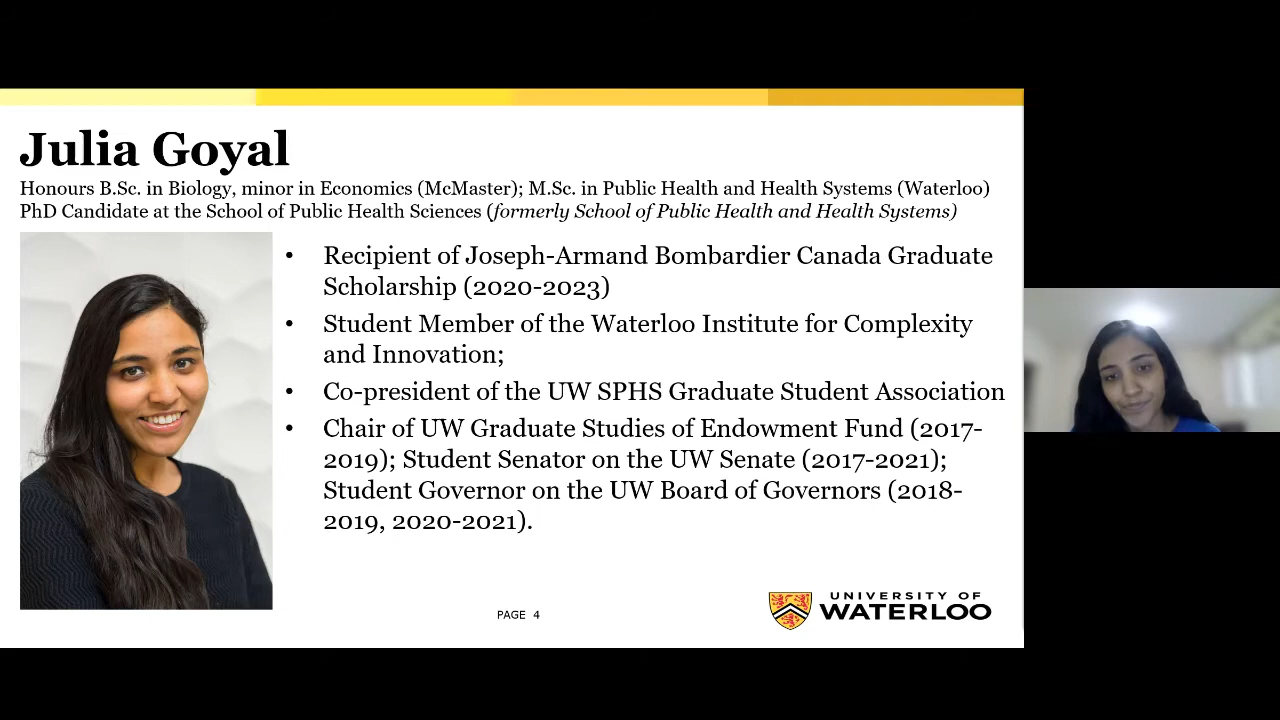 Julia Goyal
Honours B.Sc. in Biology, minor in Economics (McMaster); M.Sc. in Public Health and Health Systems (Waterloo)
PhD Candidate at the School of Public Health Sciences (formerly School of Public Health and Health Systems)
• Recipient of Joseph-Armand Bombardier Canada Graduate
Scholarship (2020-2023)
• Student Member of the Waterloo Institute for Complexity
and Innovation;
• Co-president of the UW SPHS Graduate Student Association
• Chair of UW Graduate Studies of Endowment Fund (2017-
2019); Student Senator on the UW Senate (2017-2021);
Student Governor on the UW Board of Governors (2018-
2019, 2020-2021).
PAGE 4
UNIVERSITY OF
WATERLOO